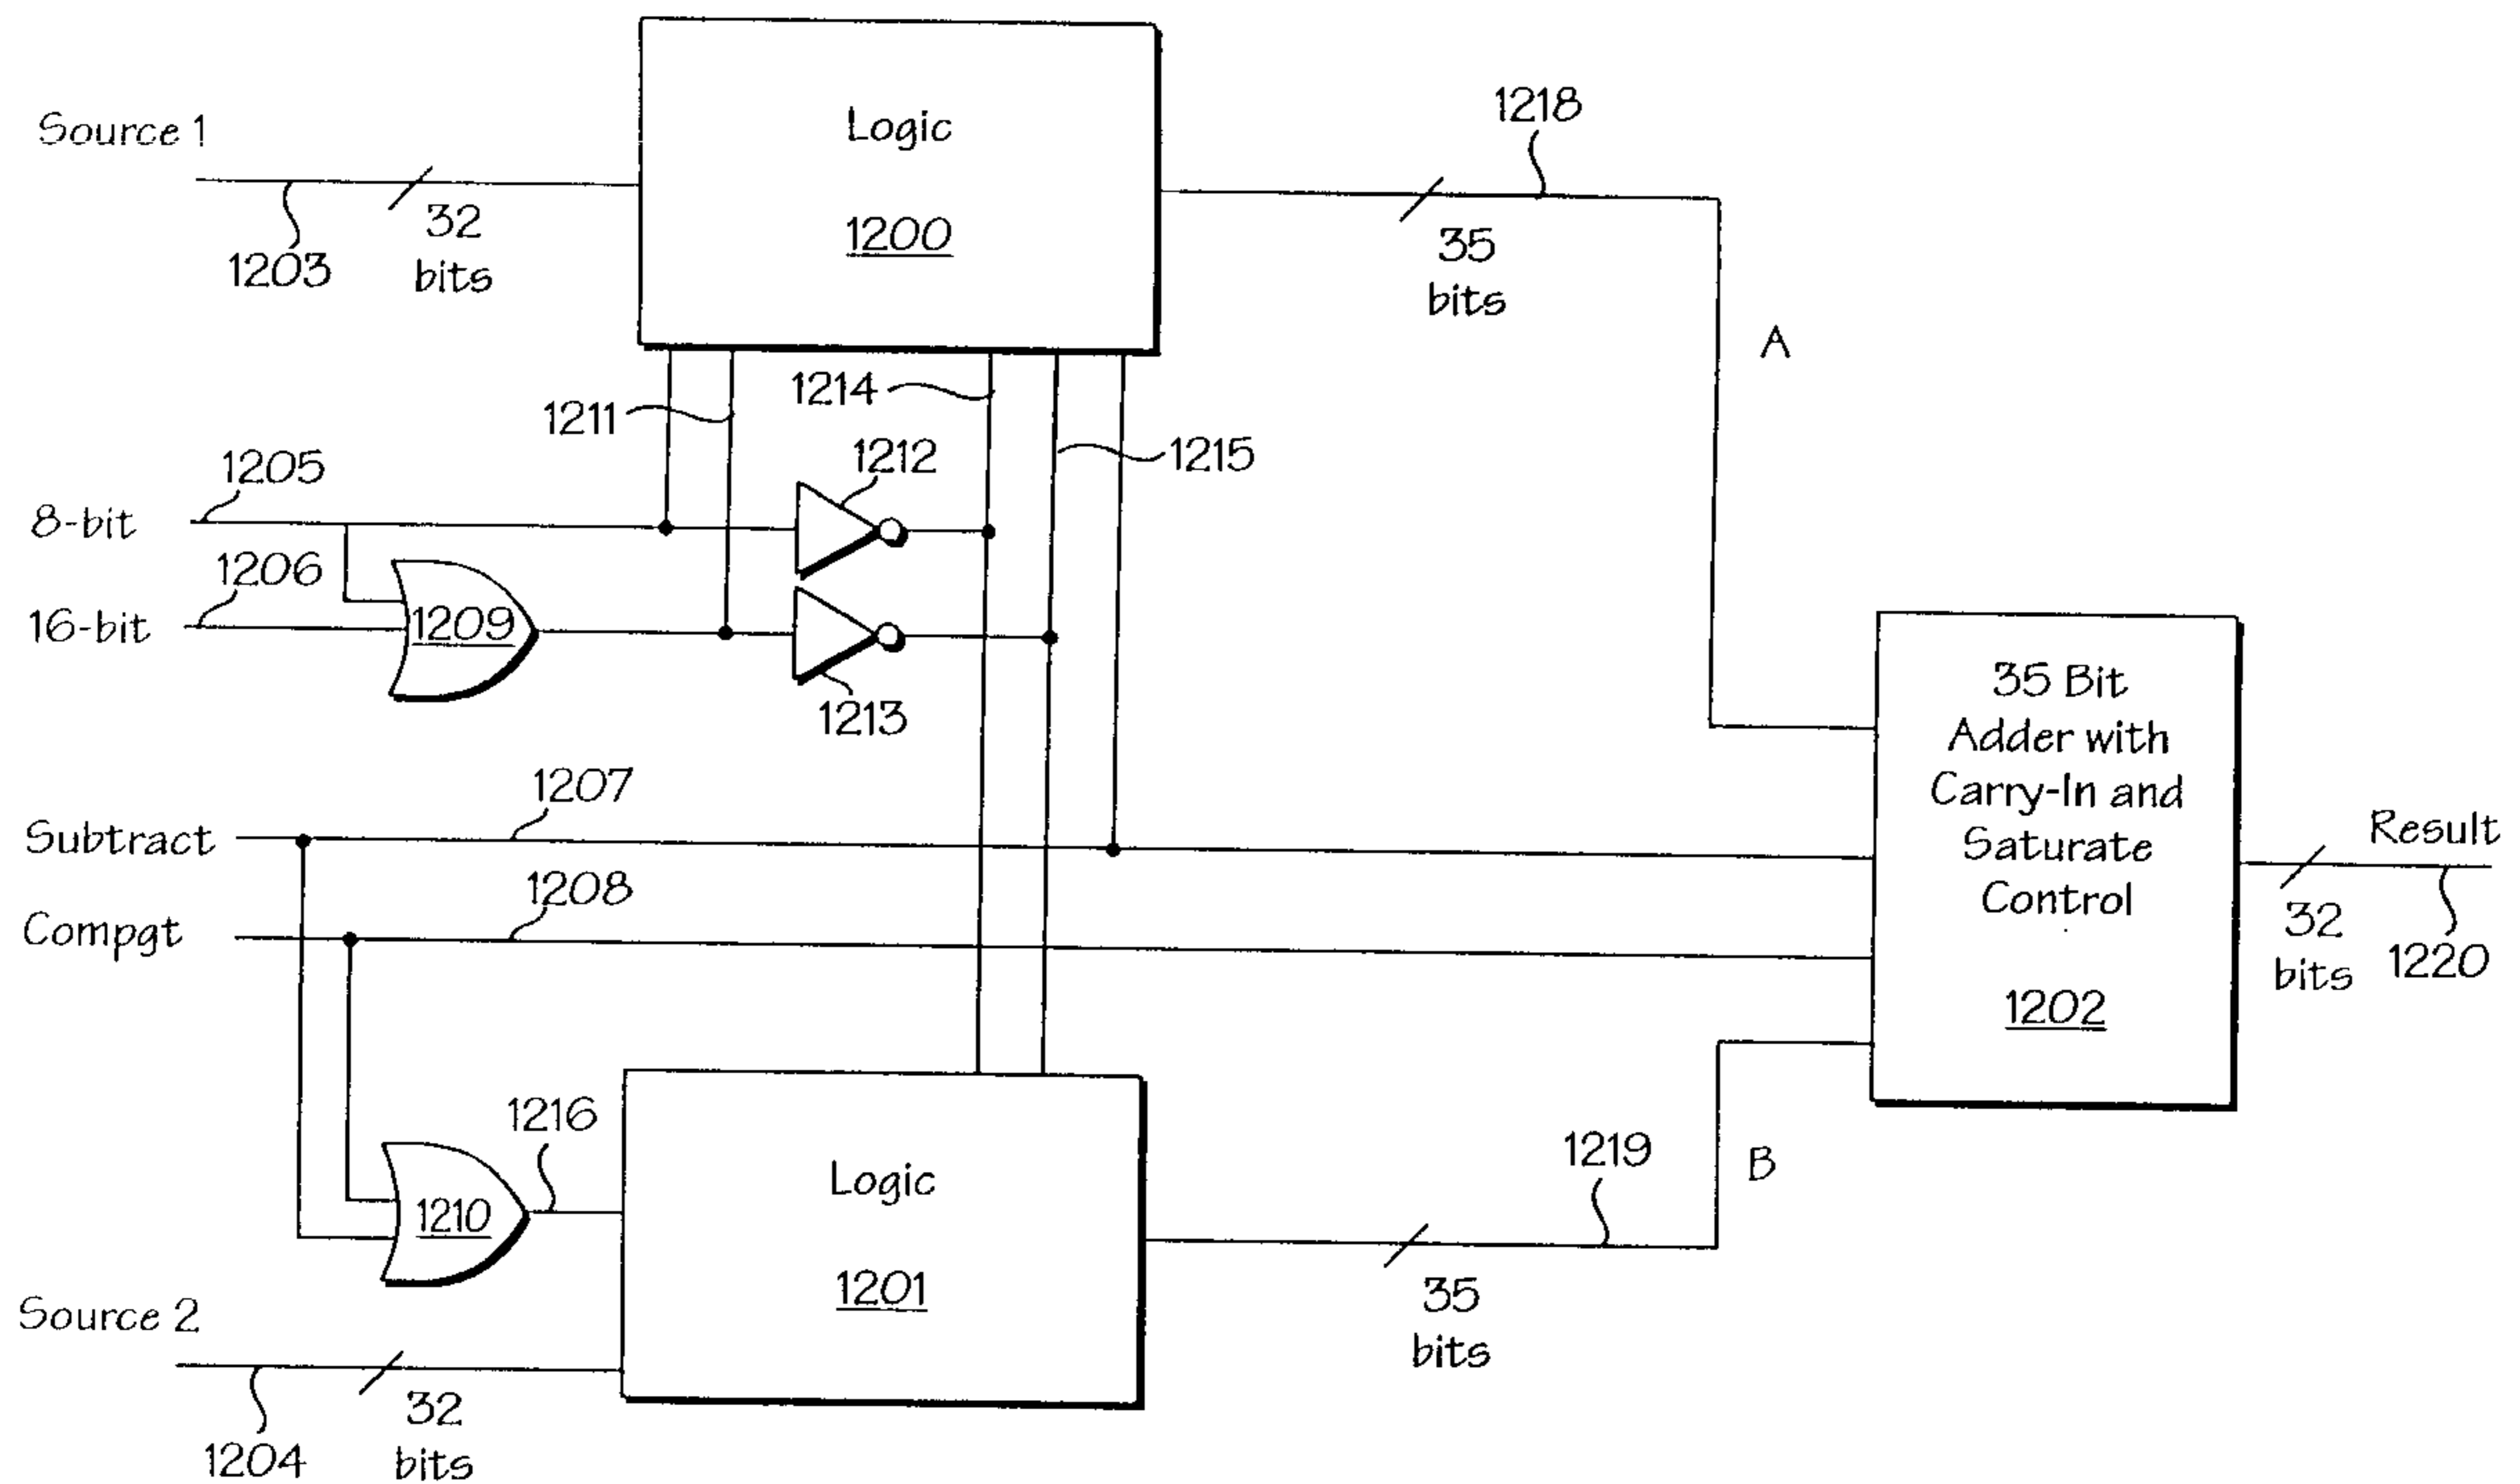 Source 1
1203
32
bits
Logic
1200
1218
35
bits
A
1211
1214
1212
1215
1205
8-bit
1206
16-bit
1209
1213
35 Bit
Adder with
Carry-In and
Saturate
Control
1202
Result
32
bits
1220
1207
Subtract
1208
Compgt
1216
1210
Logic
1201
1219
B
35
bits
Source 2
1204
32
bits